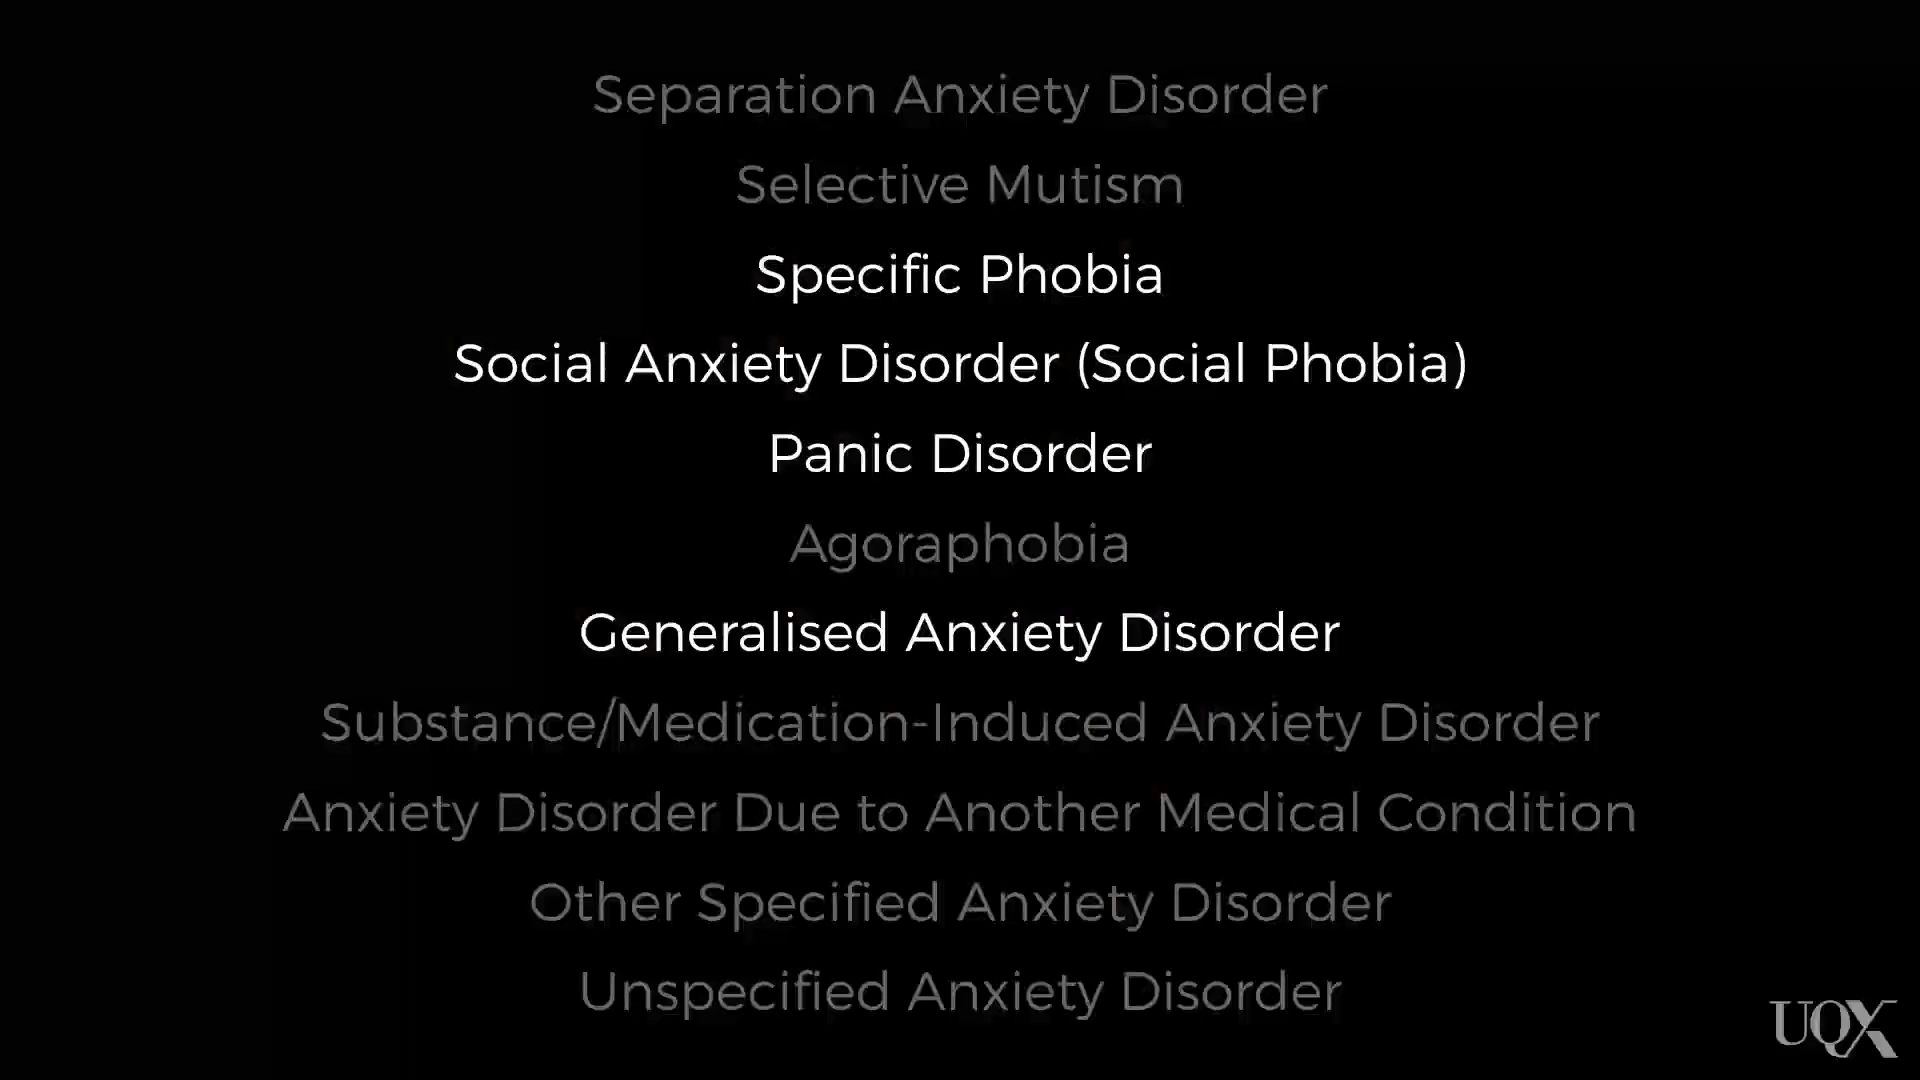 Separation Anxiety Disorder
Selective Mutism
Specific Phobia
Social Anxiety Disorder (Social Phobia)
Panic Disorder
Agoraphobia
Generalised Anxiety Disorder
Substance/Medication-Induced Anxiety Disorder
Anxiety Disorder Due to Another Medical Condition
Other Specified Anxiety Disorder
Unspecified Anxiety Disorder
UQX